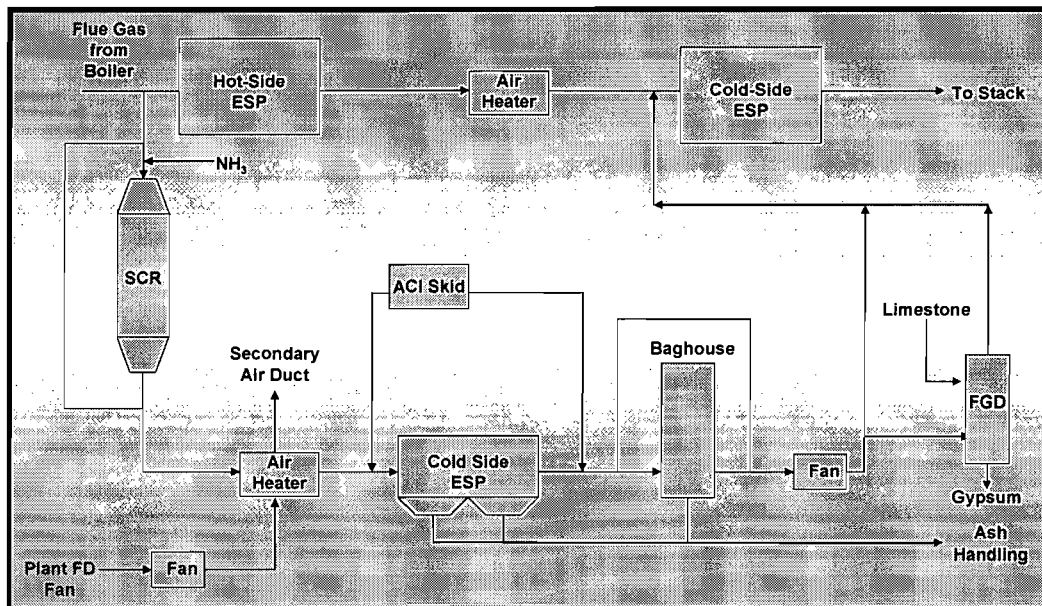 Flue Gas
from
Boiler
Hot-Side
ESP
Air
Heater
Cold-Side
ESP
To Stack
NH3
SCR
ACI Skid
Limestone
Secondary
Air Duct
Baghouse
FGD
Air
Heater
Cold Side
ESP
Fan
Gypsum
Ash
Handling
Plant FD
Fan
Fan